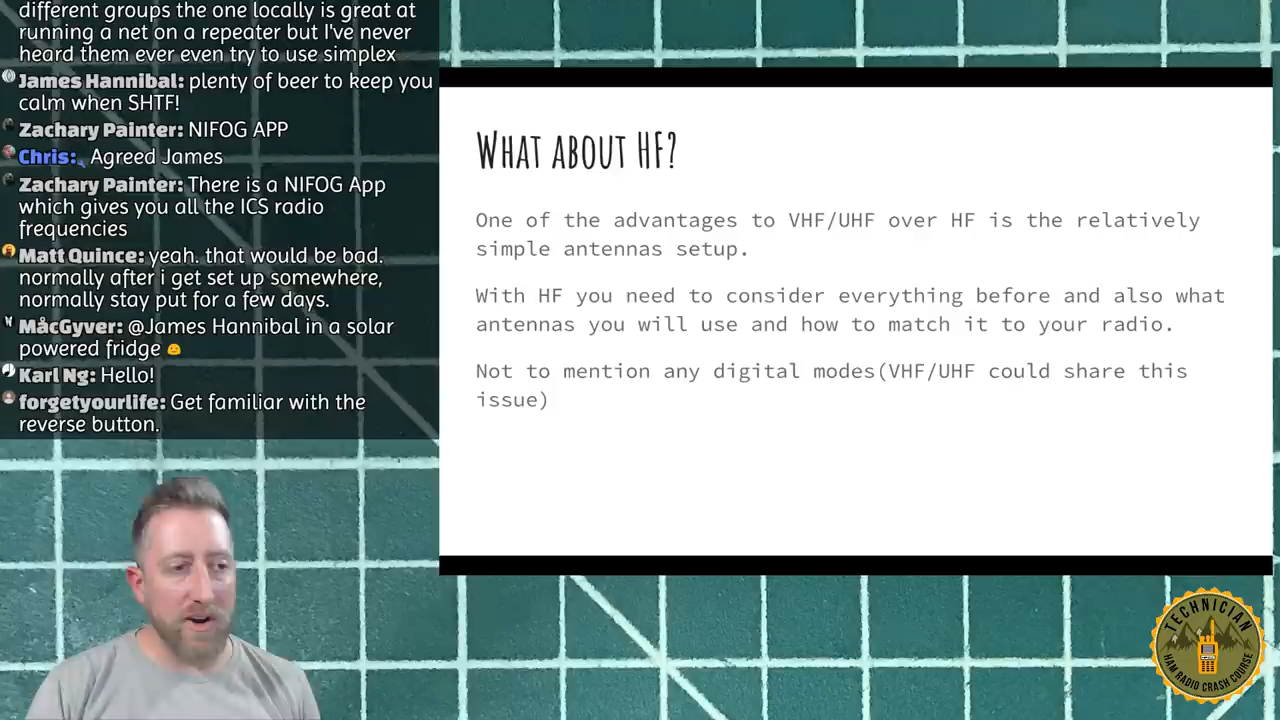 different groups the one locally is great at
running a net on a repeater but I've never
heard them ever even try to use simplex
James Hannibal: plenty of beer to keep you
calm when SHTF!
Zachary Painter: NIFOG APP
Chris: Agreed James
Zachary Painter: There is a NIFOG App
which gives you all the ICS radio
frequencies
Matt Quince: yeah. that would be bad.
normally after i get set up somewhere,
normally stay put for a few days.
MåcGyver: @James Hannibal in a solar
powered fridge
Karl Ng: Hello!
forgetyourlife: Get familiar with the
reverse button.
What about HF?
One of the advantages to VHF/UHF over HF is the relatively
simple antennas setup.
With HF you need to consider everything before and also what
antennas you will use and how to match it to your radio.
Not to mention any digital modes(VHF/UHF could share this
issue)
TECHNICIAN
HAM RADIO CRASH COURSE